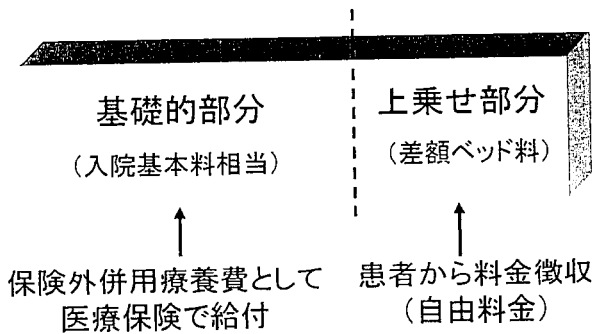 基礎的部分
(入院基本料相当)
上乗せ部分
(差額ベッド料)
保険外併用療養費として
医療保険で給付
患者から料金徴収
(自由料金)